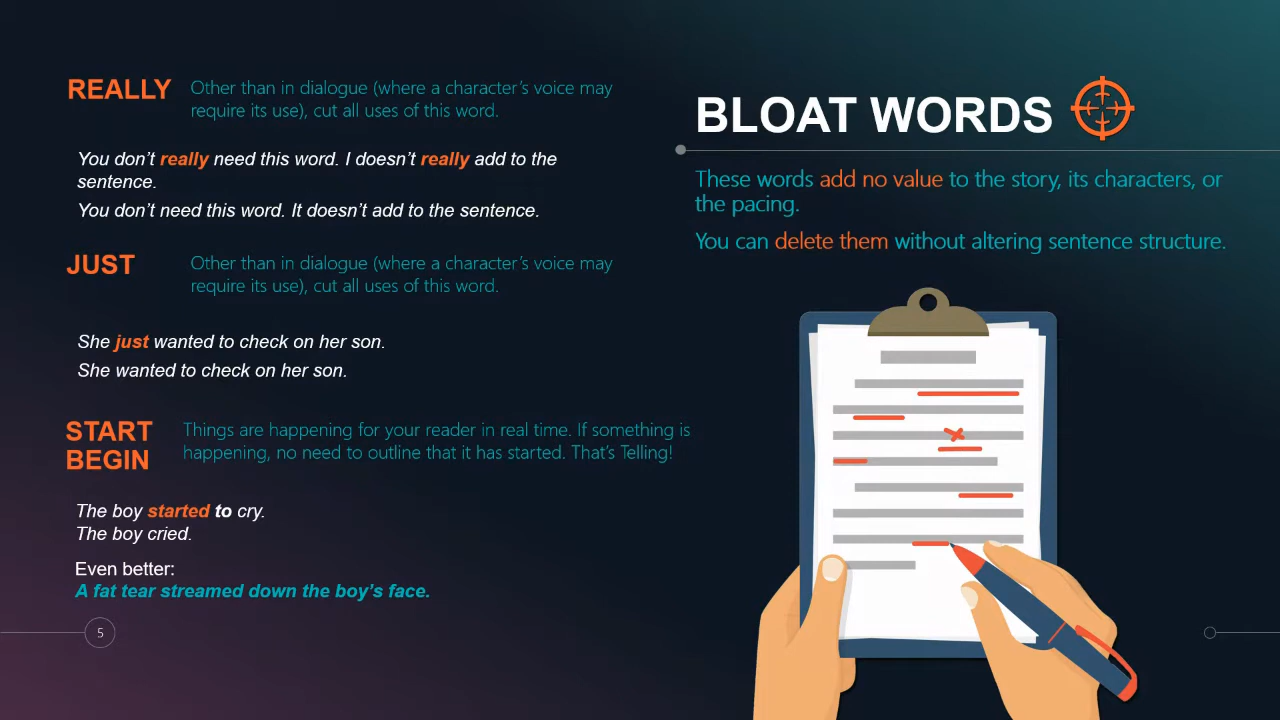 REALLY
Other than in dialogue (where a character's voice may
require its use), cut all uses of this word.
You don't really need this word. I doesn't really add to the
sentence.
You don't need this word. It doesn't add to the sentence.
JUST
Other than in dialogue (where a character's voice may
require its use), cut all uses of this word.
She just wanted to check on her son.
She wanted to check on her son.
START
BEGIN
Things are happening for your reader in real time. If something is
happening, no need to outline that it has started. That's Telling!
The boy started to cry.
The boy cried.
Even better:
A fat tear streamed down the boy's face.
5
BLOAT WORDS
These words add no value to the story, its characters, or
the pacing.
You can delete them without altering sentence structure.